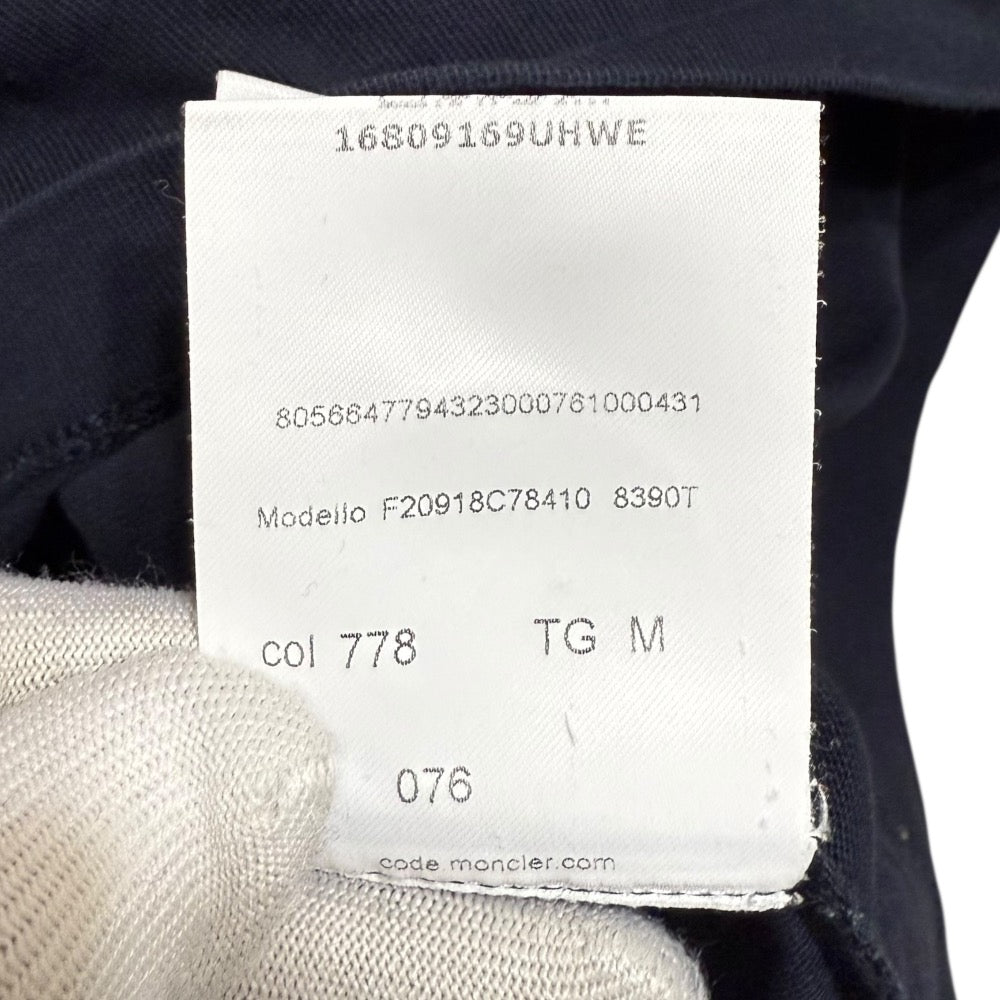 16809169UHWE
8056647794323000761000431
Modello F20918C78410 8390T
col 778 TG M
076
code moncler.com